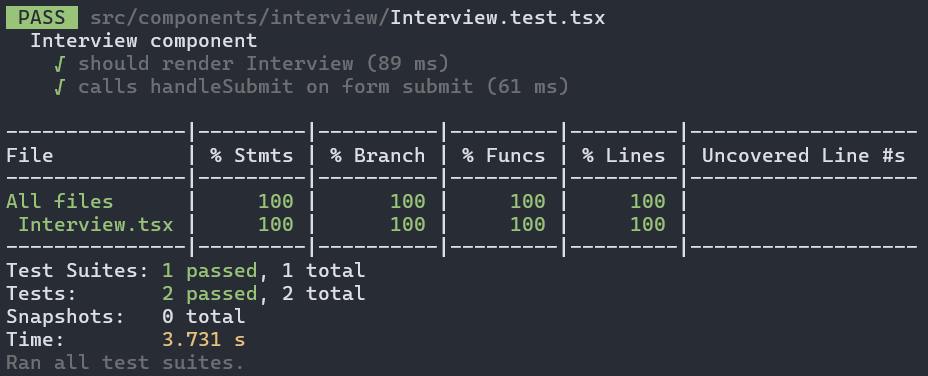 PASS src/components/interview/Interview.test.tsx
  Interview component
    √ should render Interview (89 ms)
    √ calls handleSubmit on form submit (61 ms)
---------------|---------|----------|---------|---------|-------------------
File           | % Stmts | % Branch | % Funcs | % Lines | Uncovered Line #s
---------------|---------|----------|---------|---------|-------------------
All files      |     100 |      100 |     100 |     100 |
 Interview.tsx |     100 |      100 |     100 |     100 |
---------------|---------|----------|---------|---------|-------------------
Test Suites: 1 passed, 1 total
Tests:       2 passed, 2 total
Snapshots:   0 total
Time:        3.731 s
Ran all test suites.